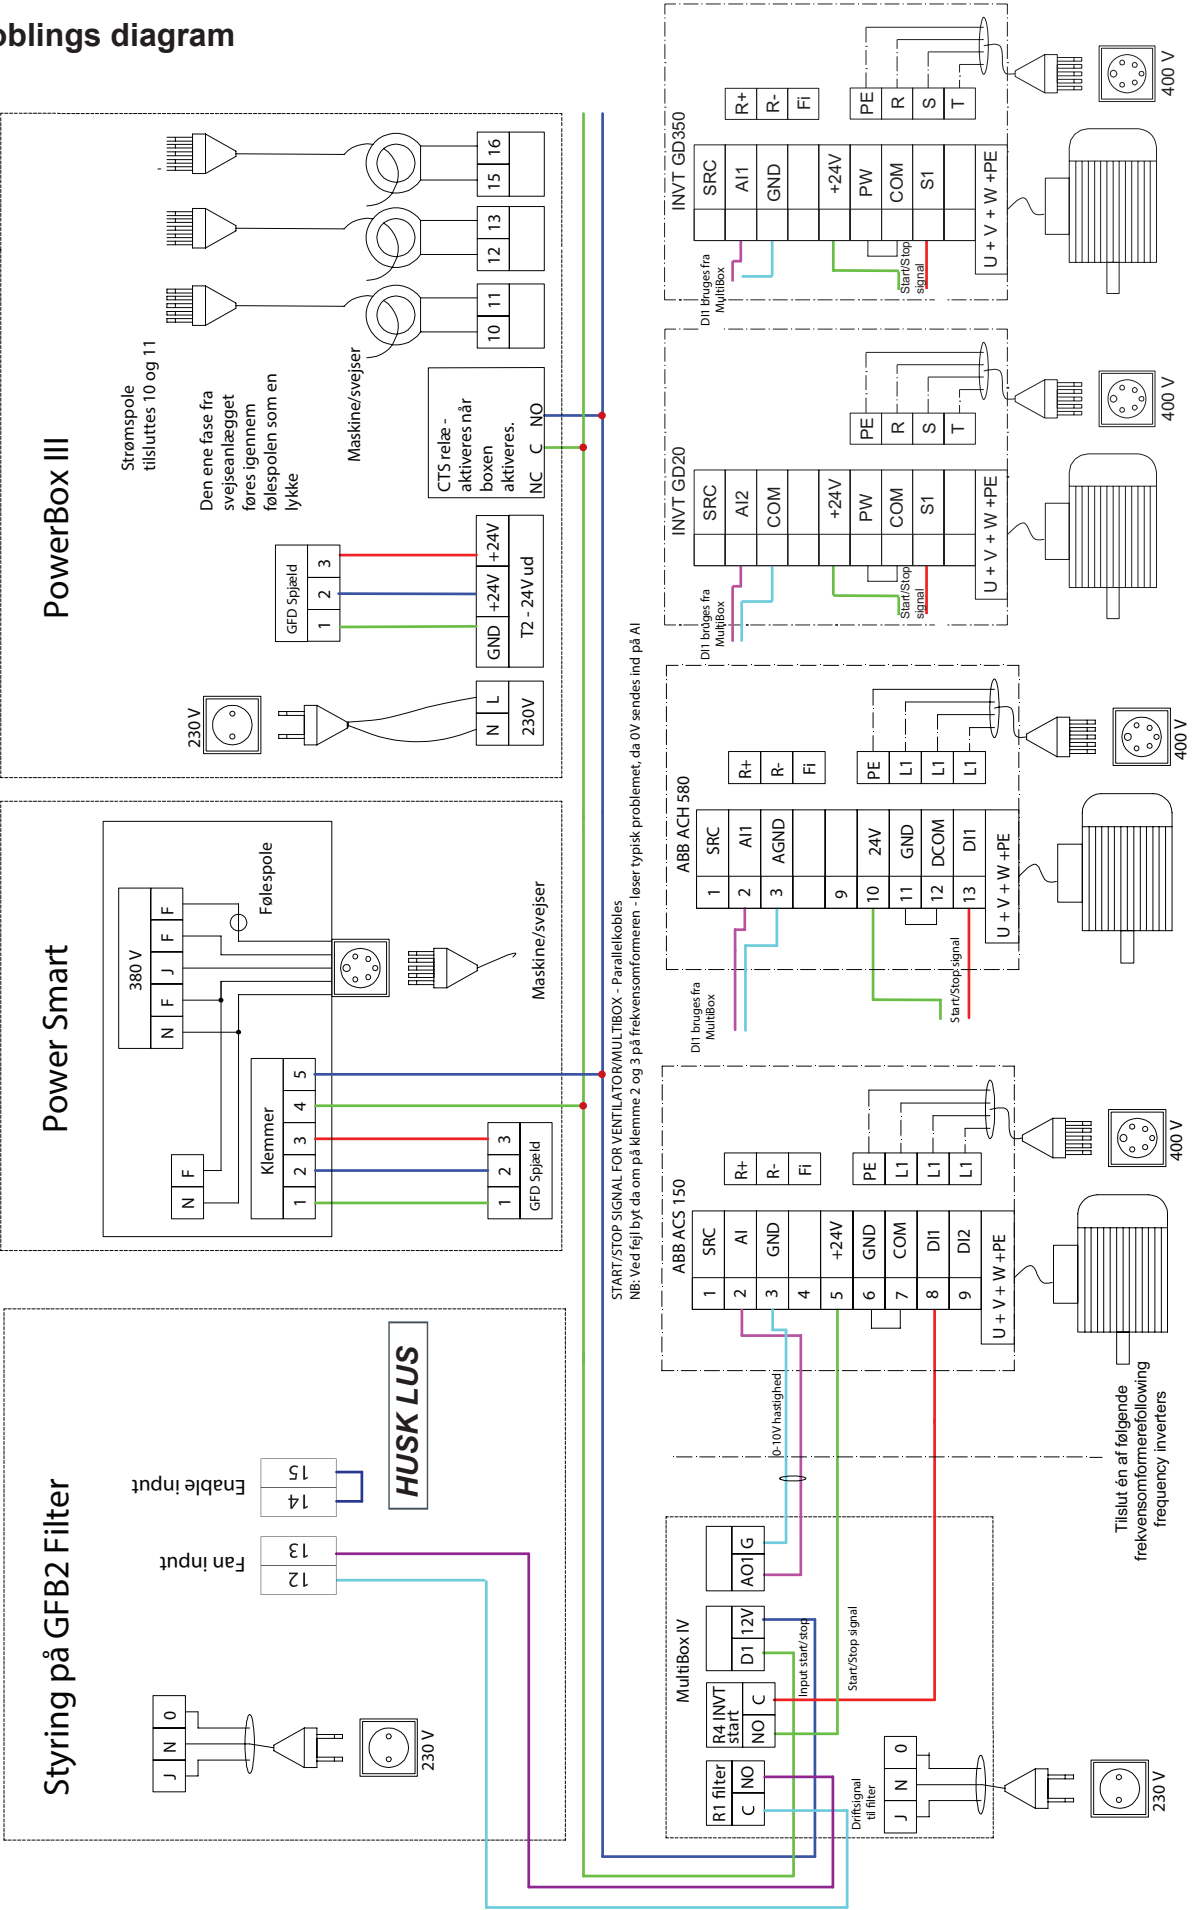 oblings diagram
Styring på GFB2 Filter
J N 0
230 V
Fan input
12 13
Enable input
14 15
HUSK LUS
Power Smart
N F
380 V
N F J F F
Følespole
Klemmer
1 2 3 4 5
1 2 3
GFD Spjæld
Maskine/svejser
PowerBox III
230 V
N L
230V
GFD Spjæld
1 2 3
GND +24V +24V
T2 - 24V ud
Strømspole
tilsluttes 10 og 11
Den ene fase fra
svejseanlægget
føres igennem
følespolen som en
lykke
Maskine/svejser
CTS relæ -
aktiveres når
boxen
aktiveres.
NC C NO
10 11
12 13
15 16
START/STOP SIGNAL FOR VENTILATOR/MULTIBOX - Parallelkobles
NB: Ved fejl byt da om på klemme 2 og 3 på frekvensomformeren - løser typisk problemet, da 0V sendes ind på AI
MultiBox IV
R1 filter
C NO
R4 INVT
start
NO C
D1 12V
AO1 G
Input start/stop
Start/Stop signal
Driftsignal
til filter
J N 0
230 V
0-10V hastighed
Tilslut én af følgende
frekvensomformerefollowing
frequency inverters
ABB ACS 150
1 SRC
2 AI
3 GND
4
5 +24V
6 GND
7 COM
8 DI1
9 DI2
U + V + W +PE
R+
R-
Fi
PE
L1
L1
L1
400 V
DI1 bruges fra
MultiBox
Start/Stop signal
ABB ACH 580
1 SRC
2 AI1
3 AGND
9
10 24V
11 GND
12 DCOM
13 DI1
U + V + W +PE
R+
R-
Fi
PE
L1
L1
L1
400 V
DI1 bruges fra
MultiBox
Start/Stop
signal
INVT GD20
SRC
AI2
COM
+24V
PW
COM
S1
U + V + W +PE
PE
R
S
T
400 V
DI1 bruges fra
MultiBox
Start/Stop
signal
INVT GD350
SRC
AI1
GND
+24V
PW
COM
S1
U + V + W +PE
R+
R-
Fi
PE
R
S
T
400 V